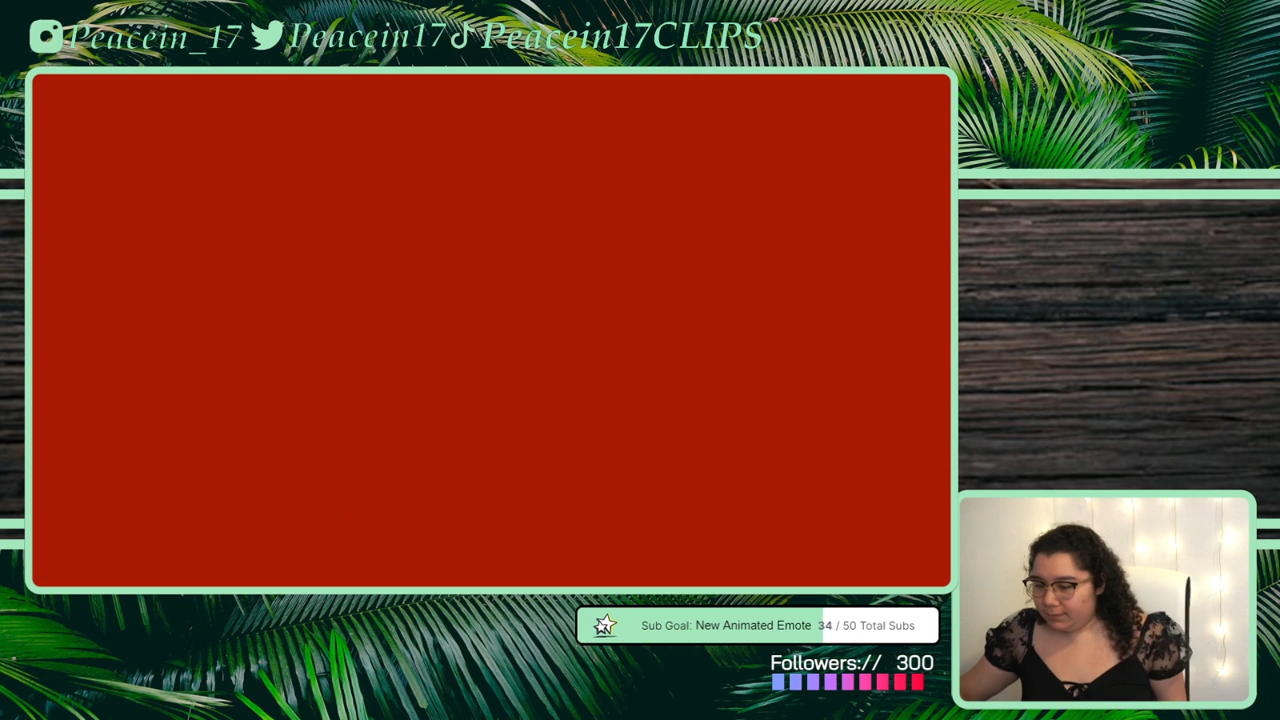 Peacein_17 Peacein17 Peacein17CLIPS
Sub Goal: New Animated Emote 34 / 50 Total Subs
Followers:// 300